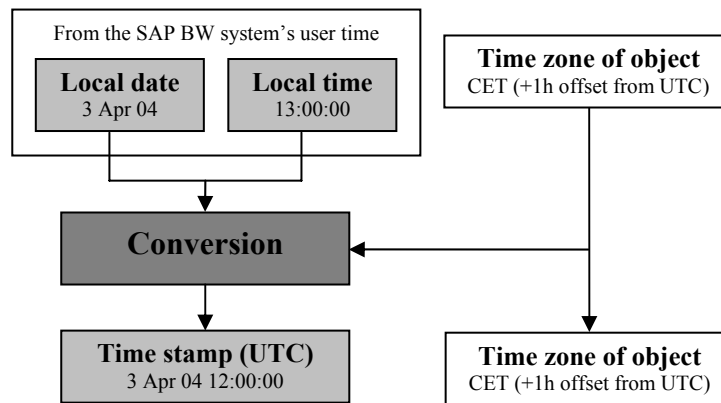 From the SAP BW system’s user time
Local date
3 Apr 04
Local time
13:00:00
Time zone of object
CET (+1h offset from UTC)
Conversion
Time stamp (UTC)
3 Apr 04 12:00:00
Time zone of object
CET (+1h offset from UTC)